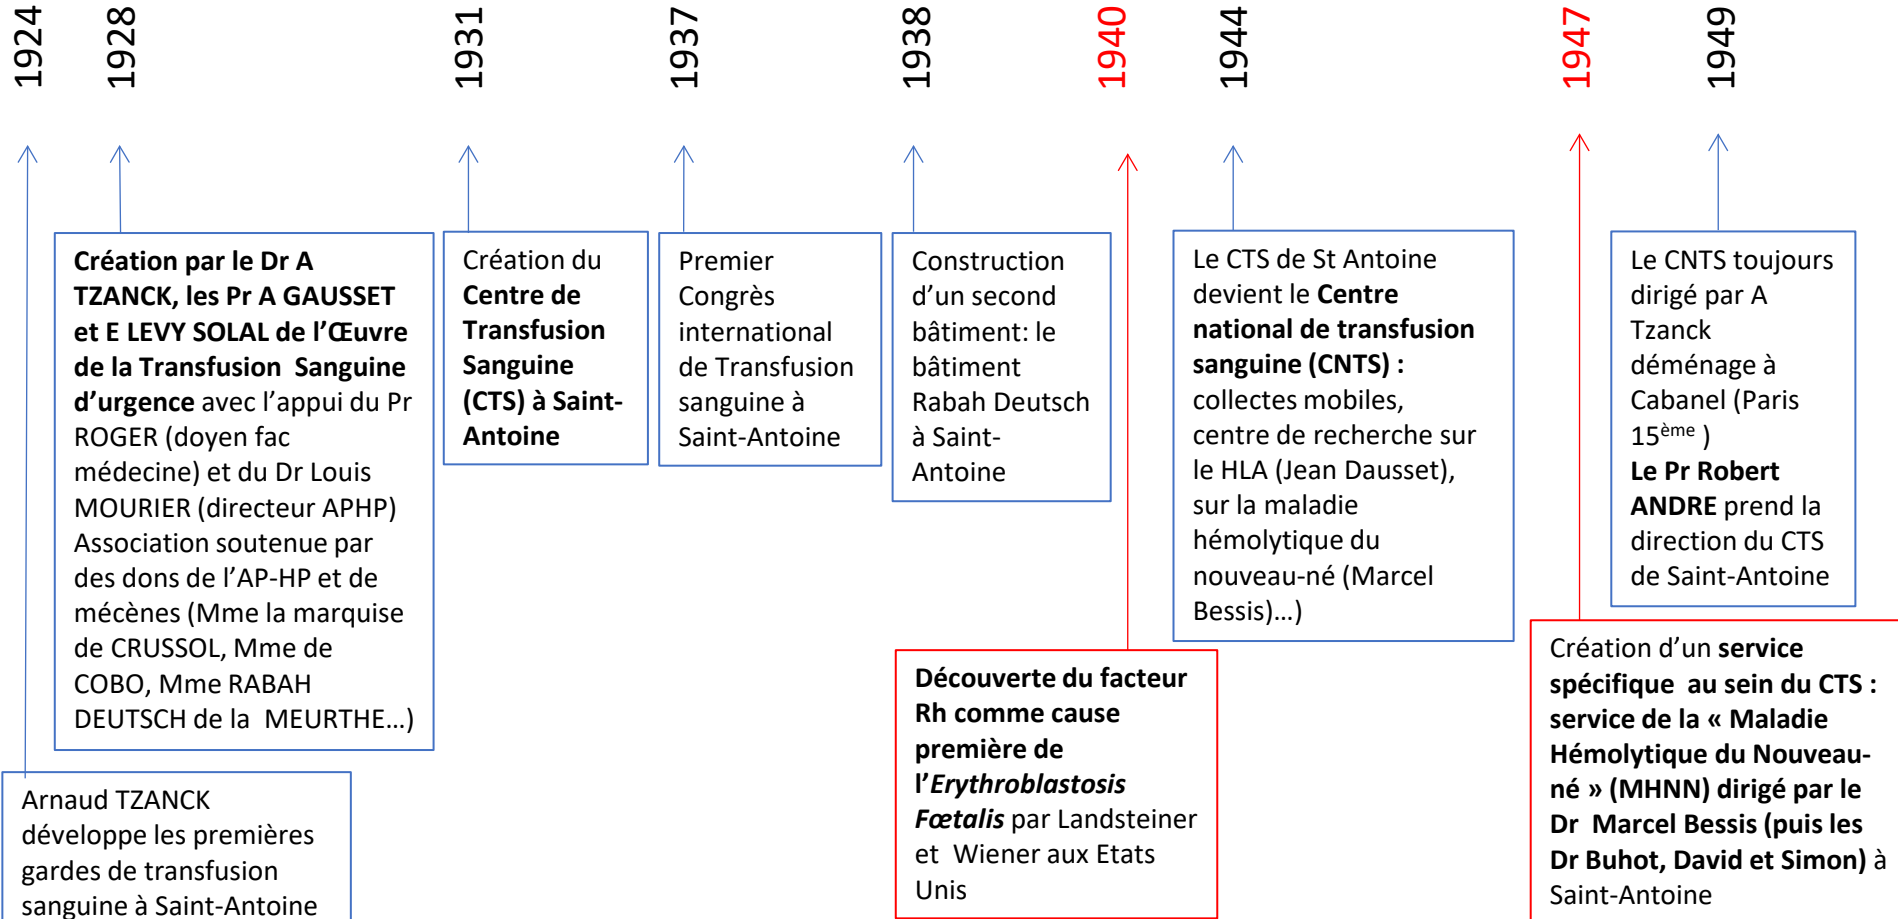 1924
1928
1931
1937
1938
1940
1944
1947
1949
Création par le Dr A
TZANCK, les Pr A GAUSSET
et E LEVY SOLAL de l’Œuvre
de la Transfusion Sanguine
d’urgence avec l’appui du Pr
ROGER (doyen fac
médecine) et du Dr Louis
MOURIER (directeur APHP)
Association soutenue par
des dons de l’AP-HP et de
mécènes (Mme la marquise
de CRUSSOL, Mme de
COBO, Mme RABAH
DEUTSCH de la MEURTHE…)
Création du
Centre de
Transfusion
Sanguine
(CTS) à Saint-
Antoine
Premier
Congrès
international
de Transfusion
sanguine à
Saint-Antoine
Construction
d’un second
bâtiment: le
bâtiment
Rabah Deutsch
à Saint-
Antoine
Le CTS de St Antoine
devient le Centre
national de transfusion
sanguine (CNTS) :
collectes mobiles,
centre de recherche sur
le HLA (Jean Dausset),
sur la maladie
hémolytique du
nouveau-né (Marcel
Bessis)…)
Le CNTS toujours
dirigé par A
Tzanck
déménage à
Cabanel (Paris
15ème )
Le Pr Robert
ANDRE prend la
direction du CTS
de Saint-Antoine
Arnaud TZANCK
développe les premières
gardes de transfusion
sanguine à Saint-Antoine
Découverte du facteur
Rh comme cause
première de
l’Erythroblastosis
Fœtalis par Landsteiner
et Wiener aux Etats
Unis
Création d’un service
spécifique au sein du CTS :
service de la « Maladie
Hémolytique du Nouveau-
né » (MHNN) dirigé par le
Dr Marcel Bessis (puis les
Dr Buhot, David et Simon) à
Saint-Antoine